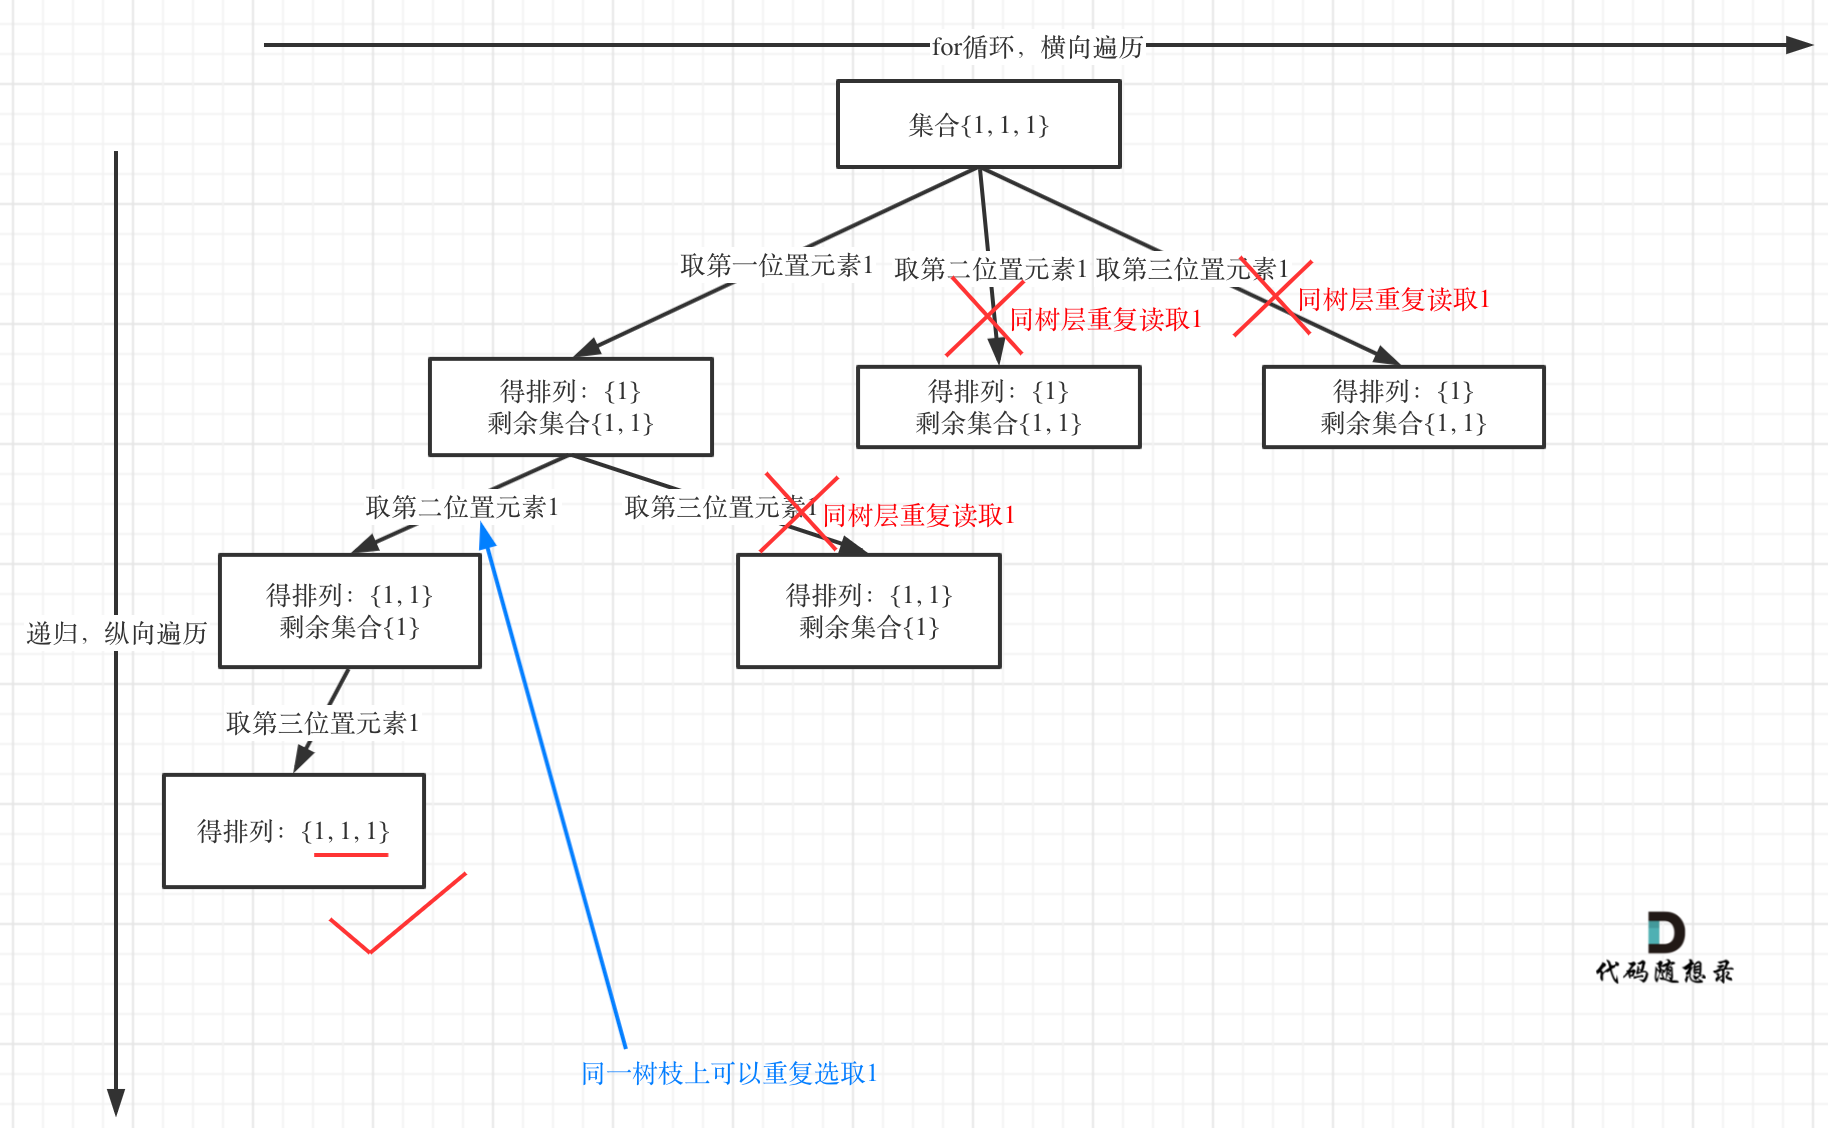 for循环，横向遍历
集合{1,1,1}
取第一位置元素1
取第二位置元素1
取第三位置元素1
同树层重复读取1
同树层重复读取1
得排列：{1}
剩余集合{1,1}
得排列：{1}
剩余集合{1,1}
得排列：{1}
剩余集合{1,1}
取第二位置元素1
取第三位置元素1
同树层重复读取1
得排列：{1,1}
剩余集合{1}
得排列：{1,1}
剩余集合{1}
递归，纵向遍历
取第三位置元素1
得排列：{1,1,1}
代码随想录
同一树枝上可以重复选取1